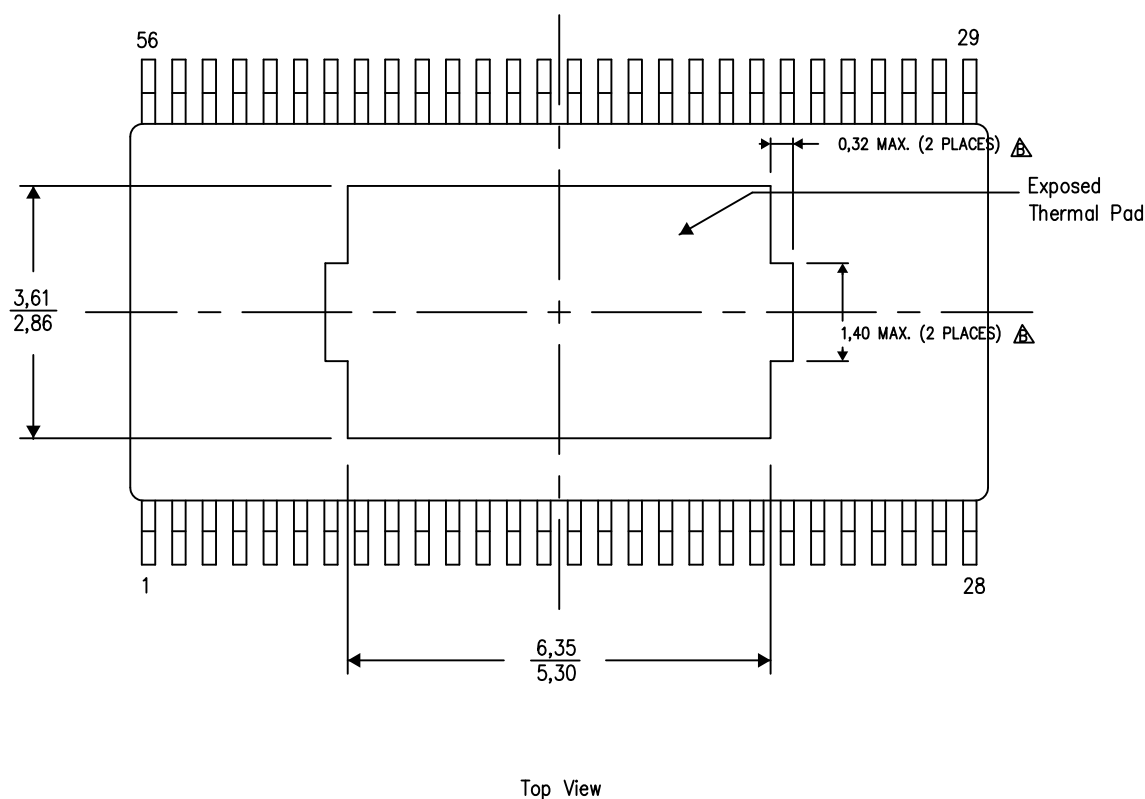 56
29
0,32 MAX. (2 PLACES) B
Exposed
Thermal Pad
3,61
2,86
1,40 MAX. (2 PLACES) B
1
28
6,35
5,30
Top View